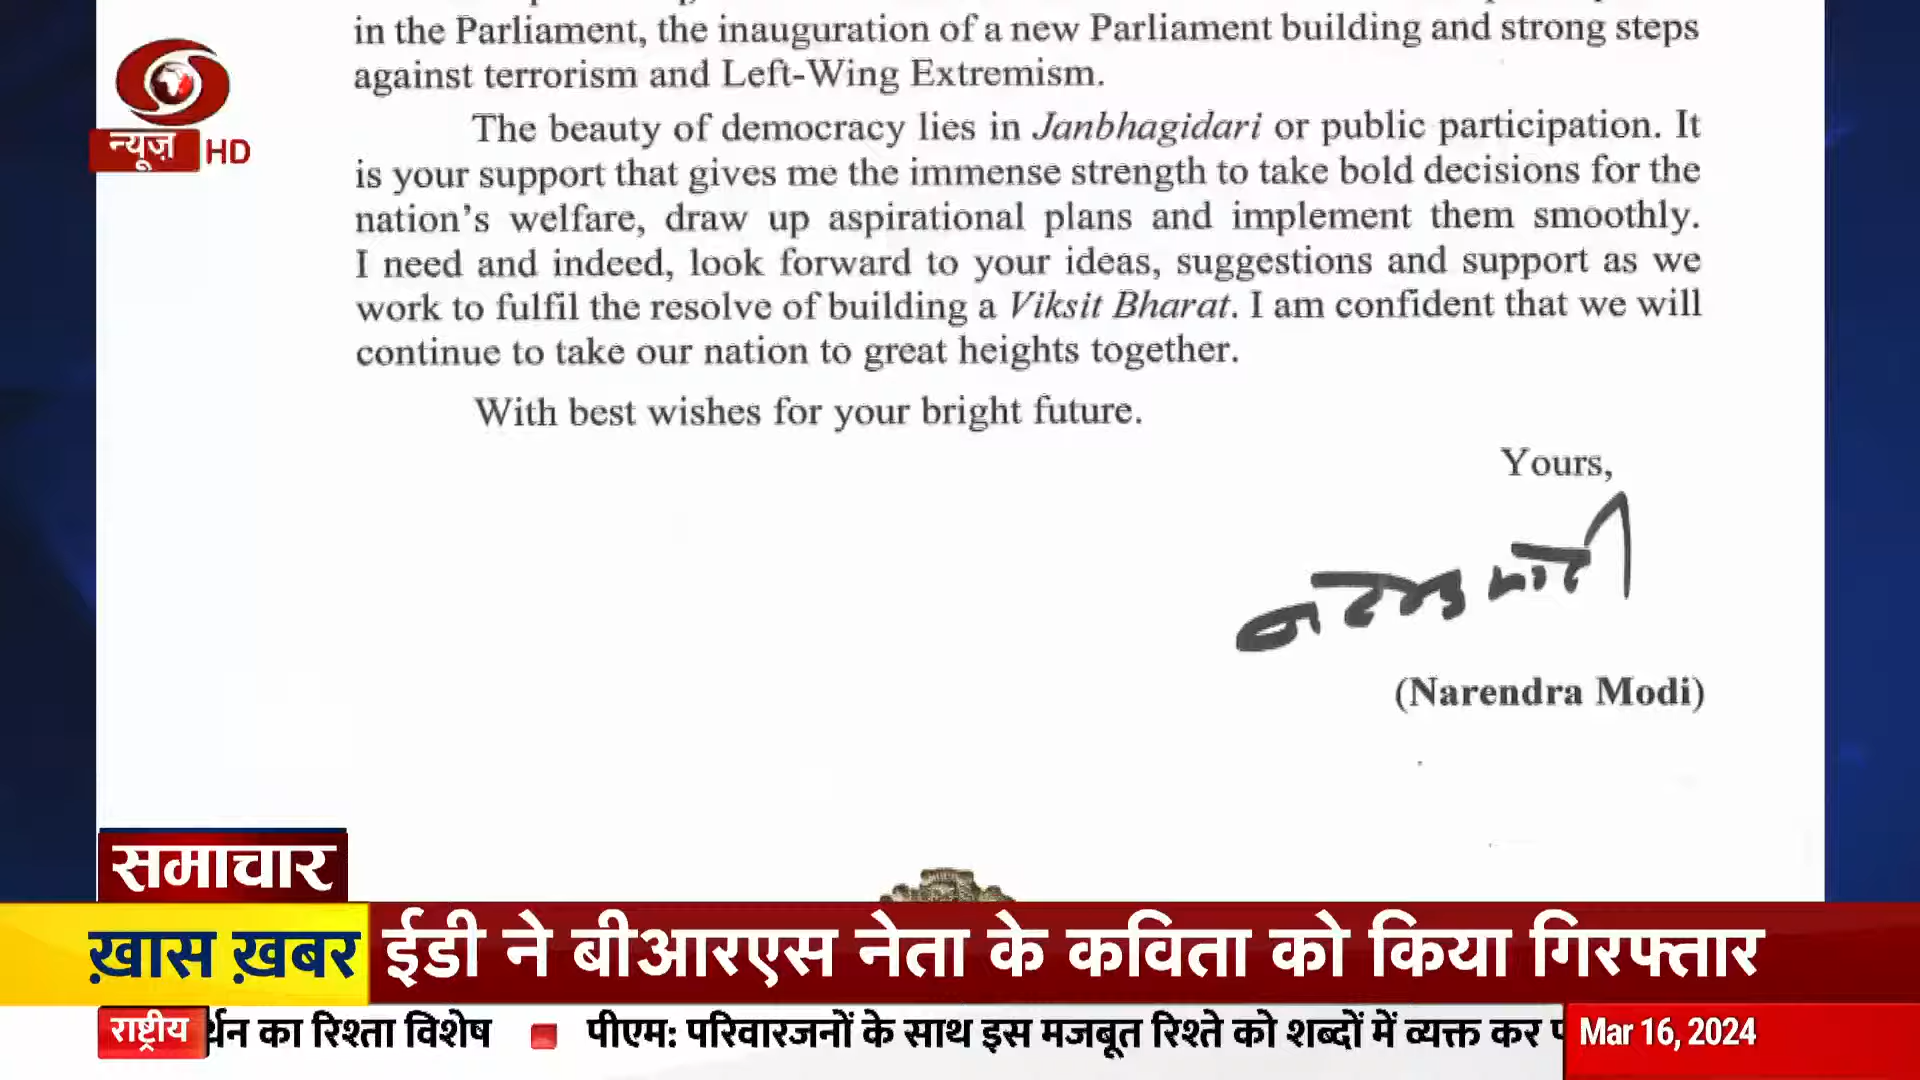 in the Parliament, the inauguration of a new Parliament building and strong steps
against terrorism and Left-Wing Extremism.
The beauty of democracy lies in Janbhagidari or public participation. It
is your support that gives me the immense strength to take bold decisions for the
nation's welfare, draw up aspirational plans and implement them smoothly.
I need and indeed, look forward to your ideas, suggestions and support as we
work to fulfil the resolve of building a Viksit Bharat. I am confident that we will
continue to take our nation to great heights together.
With best wishes for your bright future.
Yours,
नरेन्द्र मोदी
(Narendra Modi)
न्यूज़ HD
समाचार
ख़ास ख़बर ईडी ने बीआरएस नेता के कविता को किया गिरफ्तार
राष्ट्रीय र्थन का रिश्ता विशेष पीएम: परिवारजनों के साथ इस मजबूत रिश्ते को शब्दों में व्यक्त कर Mar 16, 2024